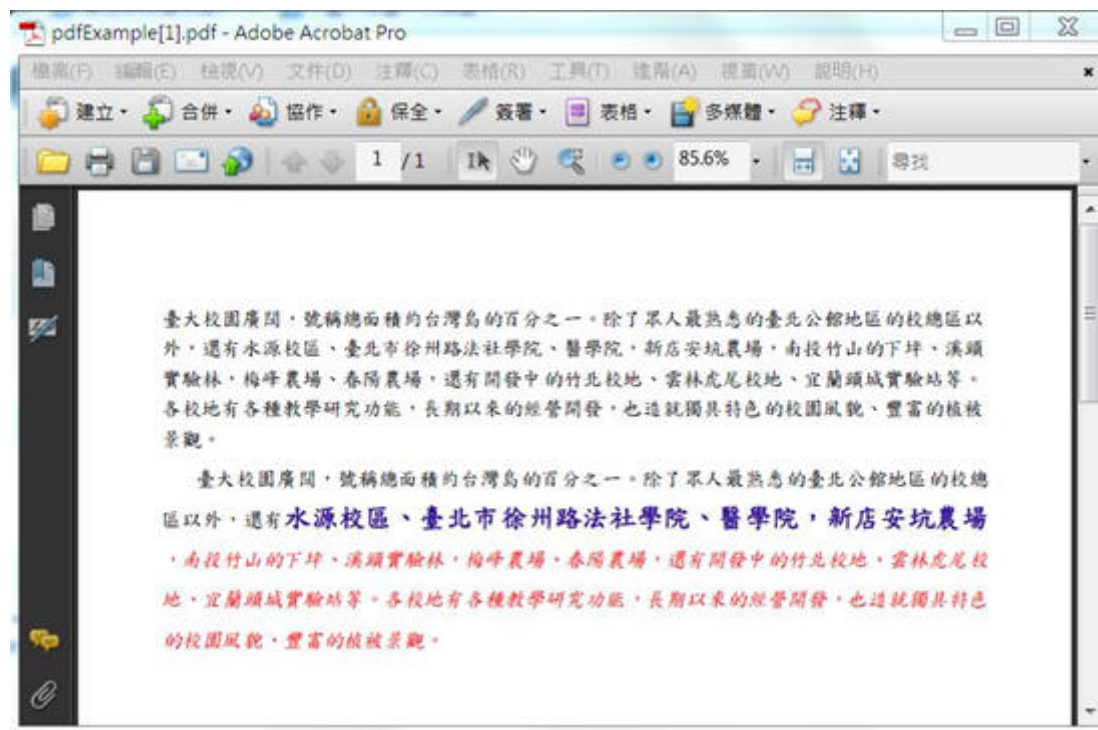 pdfExample[1].pdf - Adobe Acrobat Pro
檔案(F) 編輯(E) 檢視(V) 文件(D) 注釋(C) 表格(R) 工具(T) 進階(A) 視窗(W) 說明(H)
建立 合併 協作 保全 簽署 表格 多媒體 注釋
1 /1 85.6% 尋找
臺大校園廣闊,號稱總面積約台灣島的百分之一。除了眾人最熟悉的臺北公館地區的校總區以
外,還有水源校區、臺北市徐州路法社學院、醫學院,新店安坑農場,南投竹山的下坪、溪頭
實驗林,梅峰農場、春陽農場,還有開發中的竹北校地、雲林虎尾校地、宜蘭頭城實驗站等。
各校地有各種教學研究功能,長期以來的經營開發,也造就獨具特色的校園風貌、豐富的植被
景觀。
臺大校園廣闊,號稱總面積約台灣島的百分之一。除了眾人最熟悉的臺北公館地區的校總
區以外,還有水源校區、臺北市徐州路法社學院、醫學院,新店安坑農場
,南投竹山的下坪、溪頭實驗林,梅峰農場、春陽農場,還有開發中的竹北校地、雲林虎尾校
地、宜蘭頭城實驗站等。各校地有各種教學研究功能,長期以來的經營開發,也造就獨具特色
的校園風貌、豐富的植被景觀。